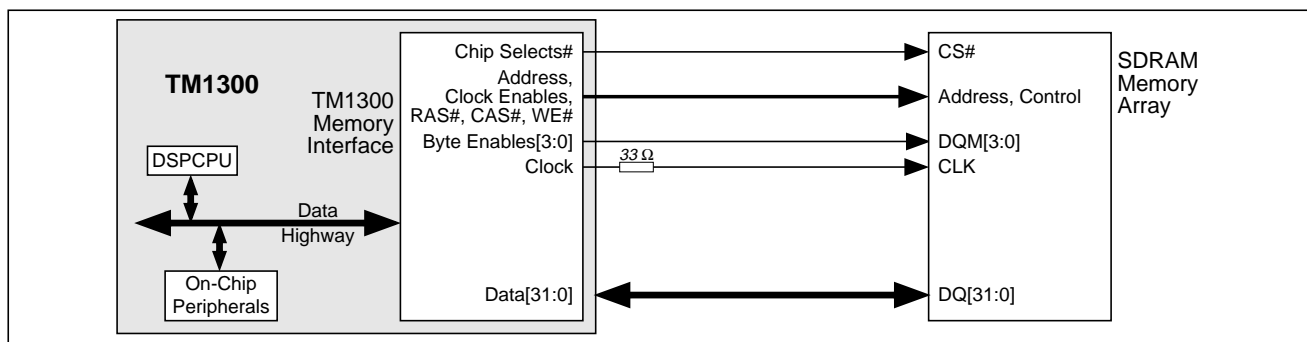 TM1300
TM1300
Memory
Interface
DSPCPU
Data
Highway
On-Chip
Peripherals
Chip Selects#
Address,
Clock Enables,
RAS#, CAS#, WE#
Byte Enables[3:0]
Clock
Data[31:0]
33 Ω
CS#
Address, Control
DQM[3:0]
CLK
DQ[31:0]
SDRAM
Memory
Array